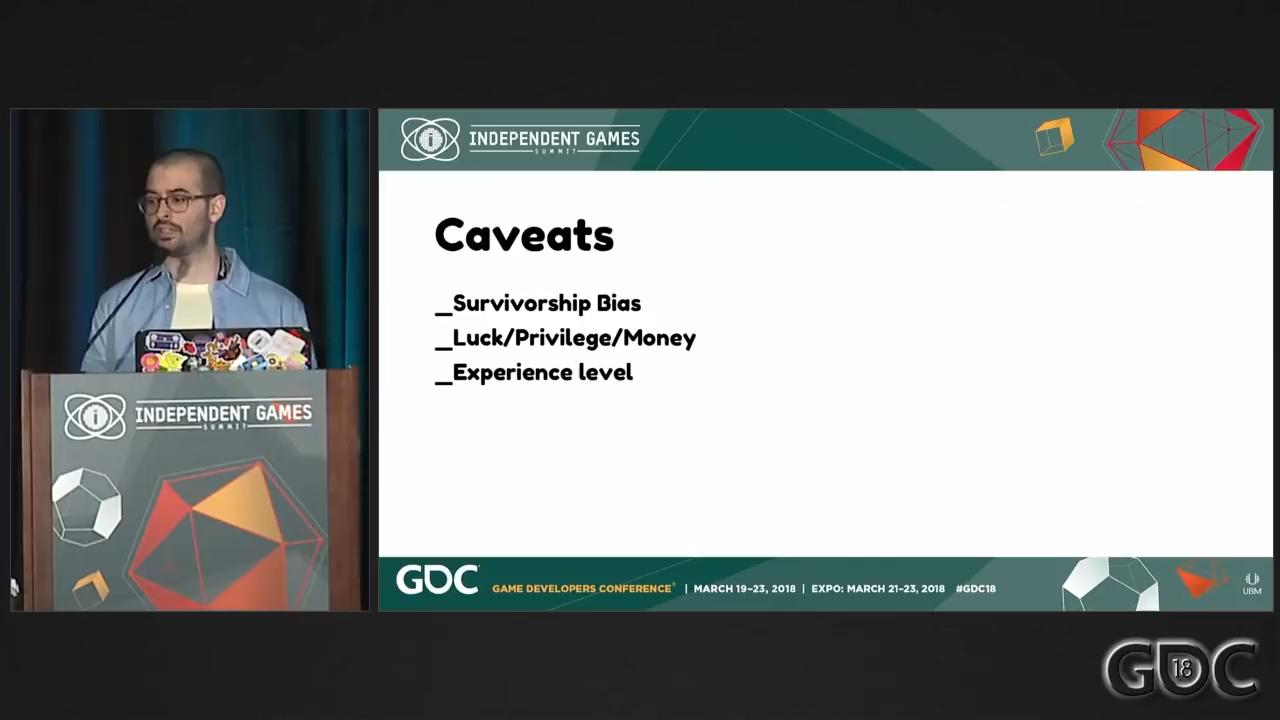 INDEPENDENT GAMES
SUMMIT
Caveats
_Survivorship Bias
_Luck/Privilege/Money
_Experience level
INDEPENDENT GAMES
SUMMIT
GDC
GAME DEVELOPERS CONFERENCE® | MARCH 19–23, 2018 | EXPO: MARCH 21–23, 2018 #GDC18
UBM
GDC
18